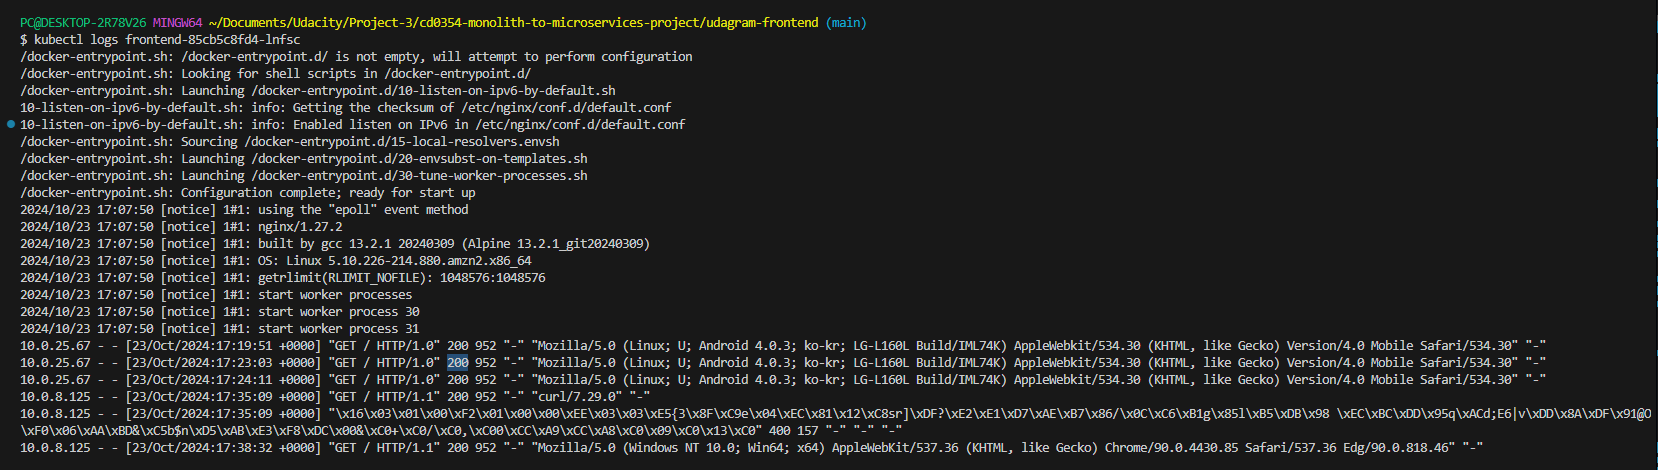 PC@DESKTOP-2R78V26 MINGW64 ~/Documents/Udacity/Project-3/cd0354-monolith-to-microservices-project/udagram-frontend (main)
$ kubectl logs frontend-85cb5c8fd4-lnfsc
/docker-entrypoint.sh: /docker-entrypoint.d/ is not empty, will attempt to perform configuration
/docker-entrypoint.sh: Looking for shell scripts in /docker-entrypoint.d/
/docker-entrypoint.sh: Launching /docker-entrypoint.d/10-listen-on-ipv6-by-default.sh
10-listen-on-ipv6-by-default.sh: info: Getting the checksum of /etc/nginx/conf.d/default.conf
10-listen-on-ipv6-by-default.sh: info: Enabled listen on IPv6 in /etc/nginx/conf.d/default.conf
/docker-entrypoint.sh: Sourcing /docker-entrypoint.d/15-local-resolvers.envsh
/docker-entrypoint.sh: Launching /docker-entrypoint.d/20-envsubst-on-templates.sh
/docker-entrypoint.sh: Launching /docker-entrypoint.d/30-tune-worker-processes.sh
/docker-entrypoint.sh: Configuration complete; ready for start up
2024/10/23 17:07:50 [notice] 1#1: using the "epoll" event method
2024/10/23 17:07:50 [notice] 1#1: nginx/1.27.2
2024/10/23 17:07:50 [notice] 1#1: built by gcc 13.2.1 20240309 (Alpine 13.2.1_git20240309)
2024/10/23 17:07:50 [notice] 1#1: OS: Linux 5.10.226-214.880.amzn2.x86_64
2024/10/23 17:07:50 [notice] 1#1: getrlimit(RLIMIT_NOFILE): 1048576:1048576
2024/10/23 17:07:50 [notice] 1#1: start worker processes
2024/10/23 17:07:50 [notice] 1#1: start worker process 30
2024/10/23 17:07:50 [notice] 1#1: start worker process 31
10.0.25.67 - - [23/Oct/2024:17:19:51 +0000] "GET / HTTP/1.0" 200 952 "-" "Mozilla/5.0 (Linux; U; Android 4.0.3; ko-kr; LG-L160L Build/IML74K) AppleWebkit/534.30 (KHTML, like Gecko) Version/4.0 Mobile Safari/534.30" "-"
10.0.25.67 - - [23/Oct/2024:17:23:03 +0000] "GET / HTTP/1.0" 200 952 "-" "Mozilla/5.0 (Linux; U; Android 4.0.3; ko-kr; LG-L160L Build/IML74K) AppleWebkit/534.30 (KHTML, like Gecko) Version/4.0 Mobile Safari/534.30" "-"
10.0.25.67 - - [23/Oct/2024:17:24:11 +0000] "GET / HTTP/1.0" 200 952 "-" "Mozilla/5.0 (Linux; U; Android 4.0.3; ko-kr; LG-L160L Build/IML74K) AppleWebkit/534.30 (KHTML, like Gecko) Version/4.0 Mobile Safari/534.30" "-"
10.0.8.125 - - [23/Oct/2024:17:35:09 +0000] "GET / HTTP/1.1" 200 952 "-" "curl/7.29.0" "-"
10.0.8.125 - - [23/Oct/2024:17:35:09 +0000] "\x16\x03\x01\x00\xF2\x01\x00\x00\xEE\x03\x03\xE5{3\x8F\xC9e\x04\xEC\x81\x12\xC8sr]\xDF?\xE2\xE1\xD7\xAE\xB7\x86/\x0C\xC6\xB1g\x85l\xB5\xDB\x98 \xEC\xBC\xDD\x95q\xACd;E6|v\xDD\x8A\xDF\x91@O
\xF0\x06\xAA\xBD&\xC5b$n\xD5\xAB\xE3\xF8\xDC\x00&\xC0+\xC0/\xC0,\xC00\xCC\xA9\xCC\xA8\xC0\x09\xC0\x13\xC0" 400 157 "-" "-" "-"
10.0.8.125 - - [23/Oct/2024:17:38:32 +0000] "GET / HTTP/1.1" 200 952 "-" "Mozilla/5.0 (Windows NT 10.0; Win64; x64) AppleWebKit/537.36 (KHTML, like Gecko) Chrome/90.0.4430.85 Safari/537.36 Edg/90.0.818.46" "-"